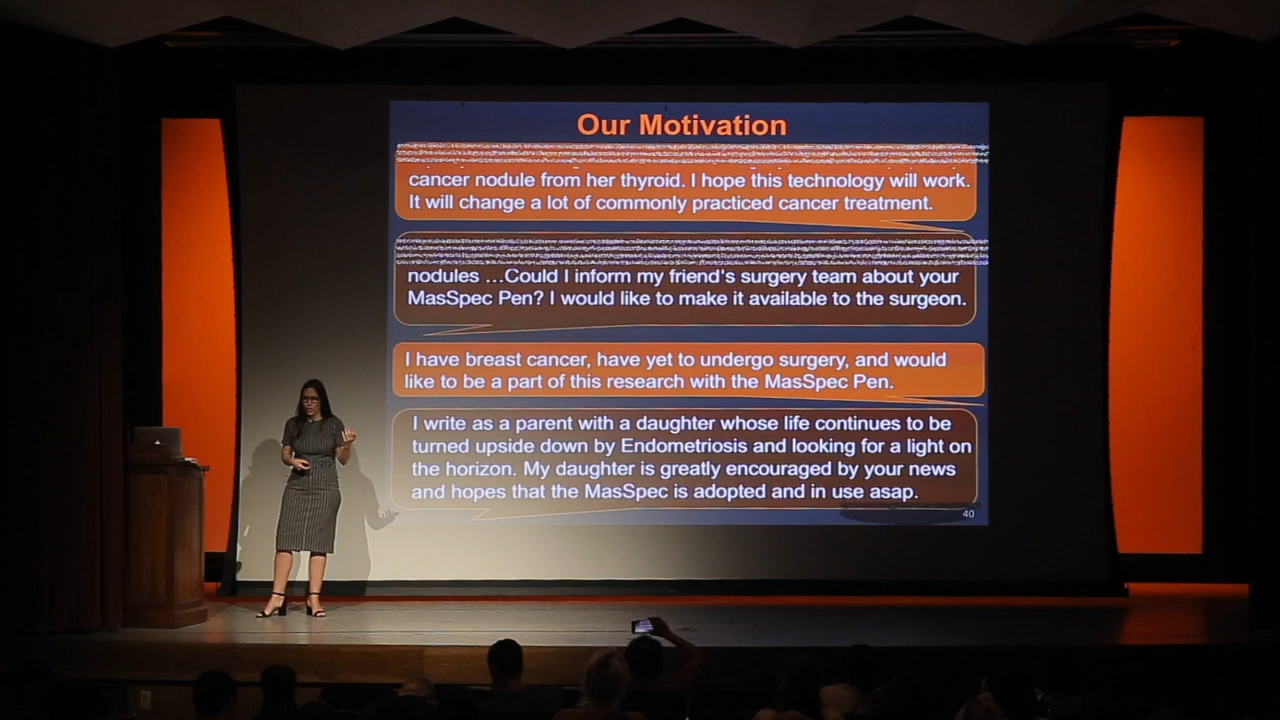 Our Motivation
cancer nodule from her thyroid. I hope this technology will work.
It will change a lot of commonly practiced cancer treatment.
nodules ...Could I inform my friend's surgery team about your
MasSpec Pen? I would like to make it available to the surgeon.
I have breast cancer, have yet to undergo surgery, and would
like to be a part of this research with the MasSpec Pen.
I write as a parent with a daughter whose life continues to be
turned upside down by Endometriosis and looking for a light on
the horizon. My daughter is greatly encouraged by your news
and hopes that the MasSpec is adopted and in use asap.
40